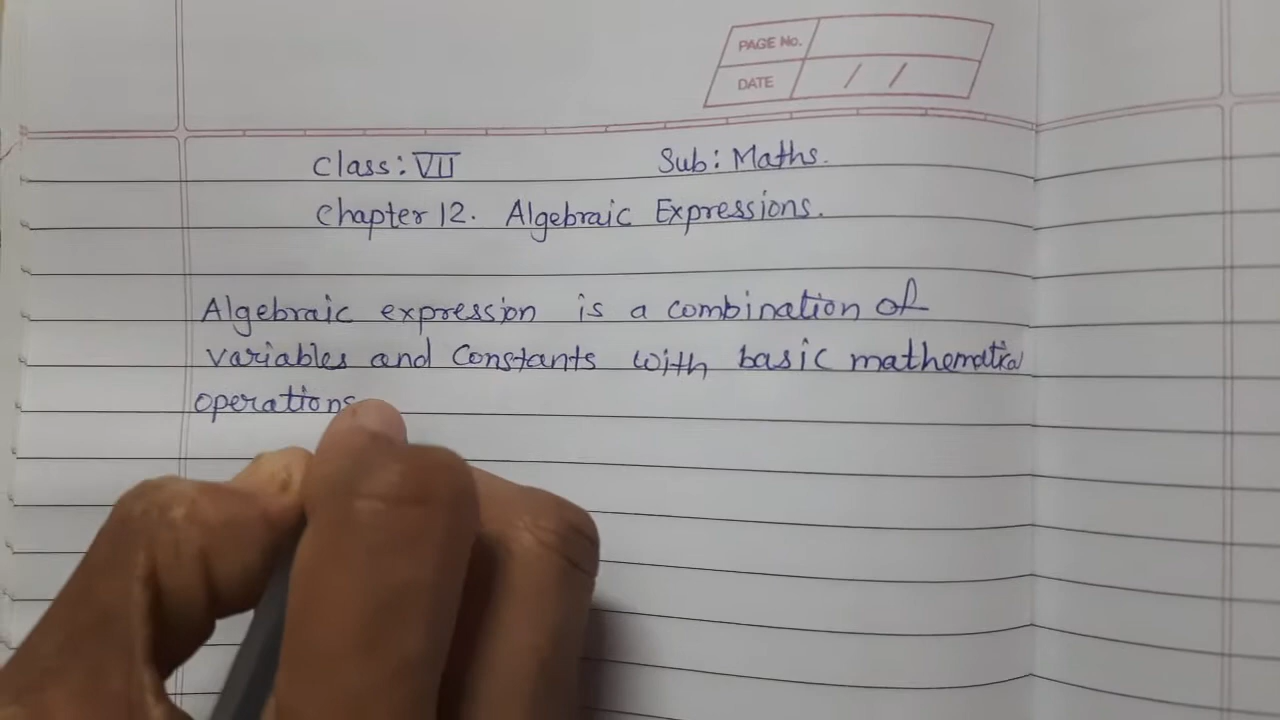 PAGE No.
DATE / /
Class: VII Sub: Maths.
Chapter 12. Algebraic Expressions.
Algebraic expression is a combination of
variables and constants with basic mathematical
operations